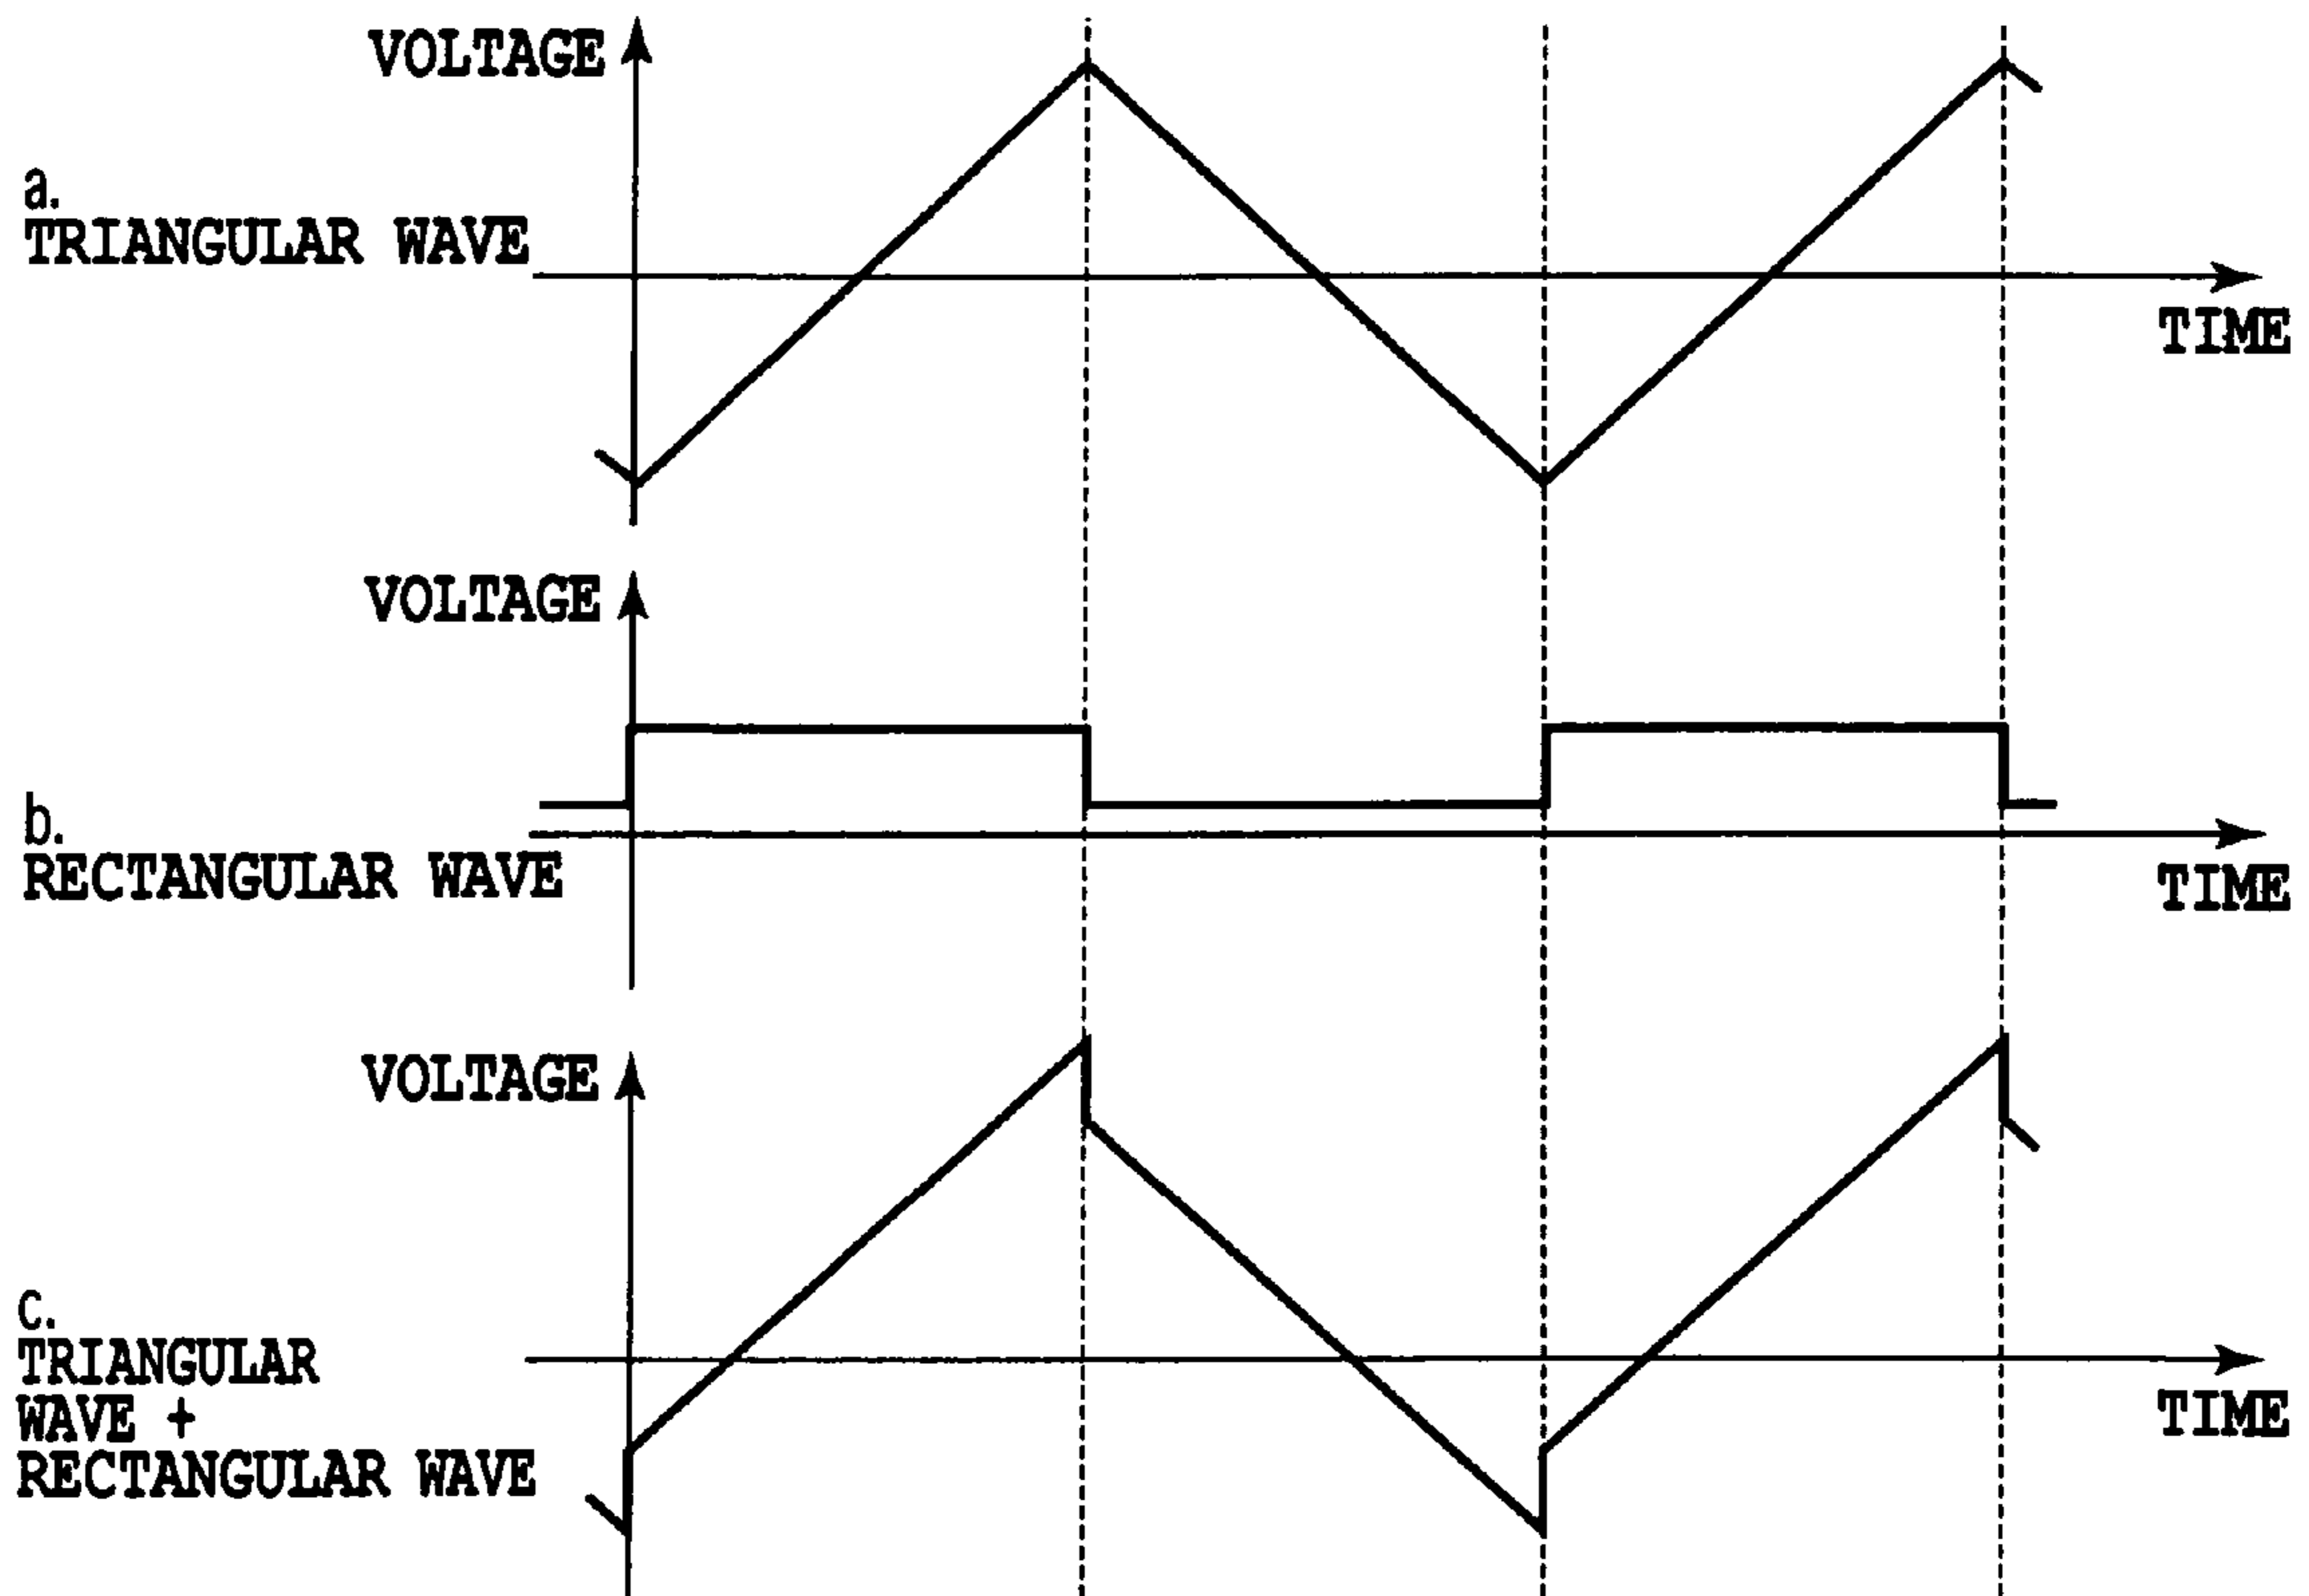 VOLTAGE
a.
TRIANGULAR WAVE
TIME
VOLTAGE
b.
RECTANGULAR WAVE
TIME
VOLTAGE
c.
TRIANGULAR
WAVE +
RECTANGULAR WAVE
TIME